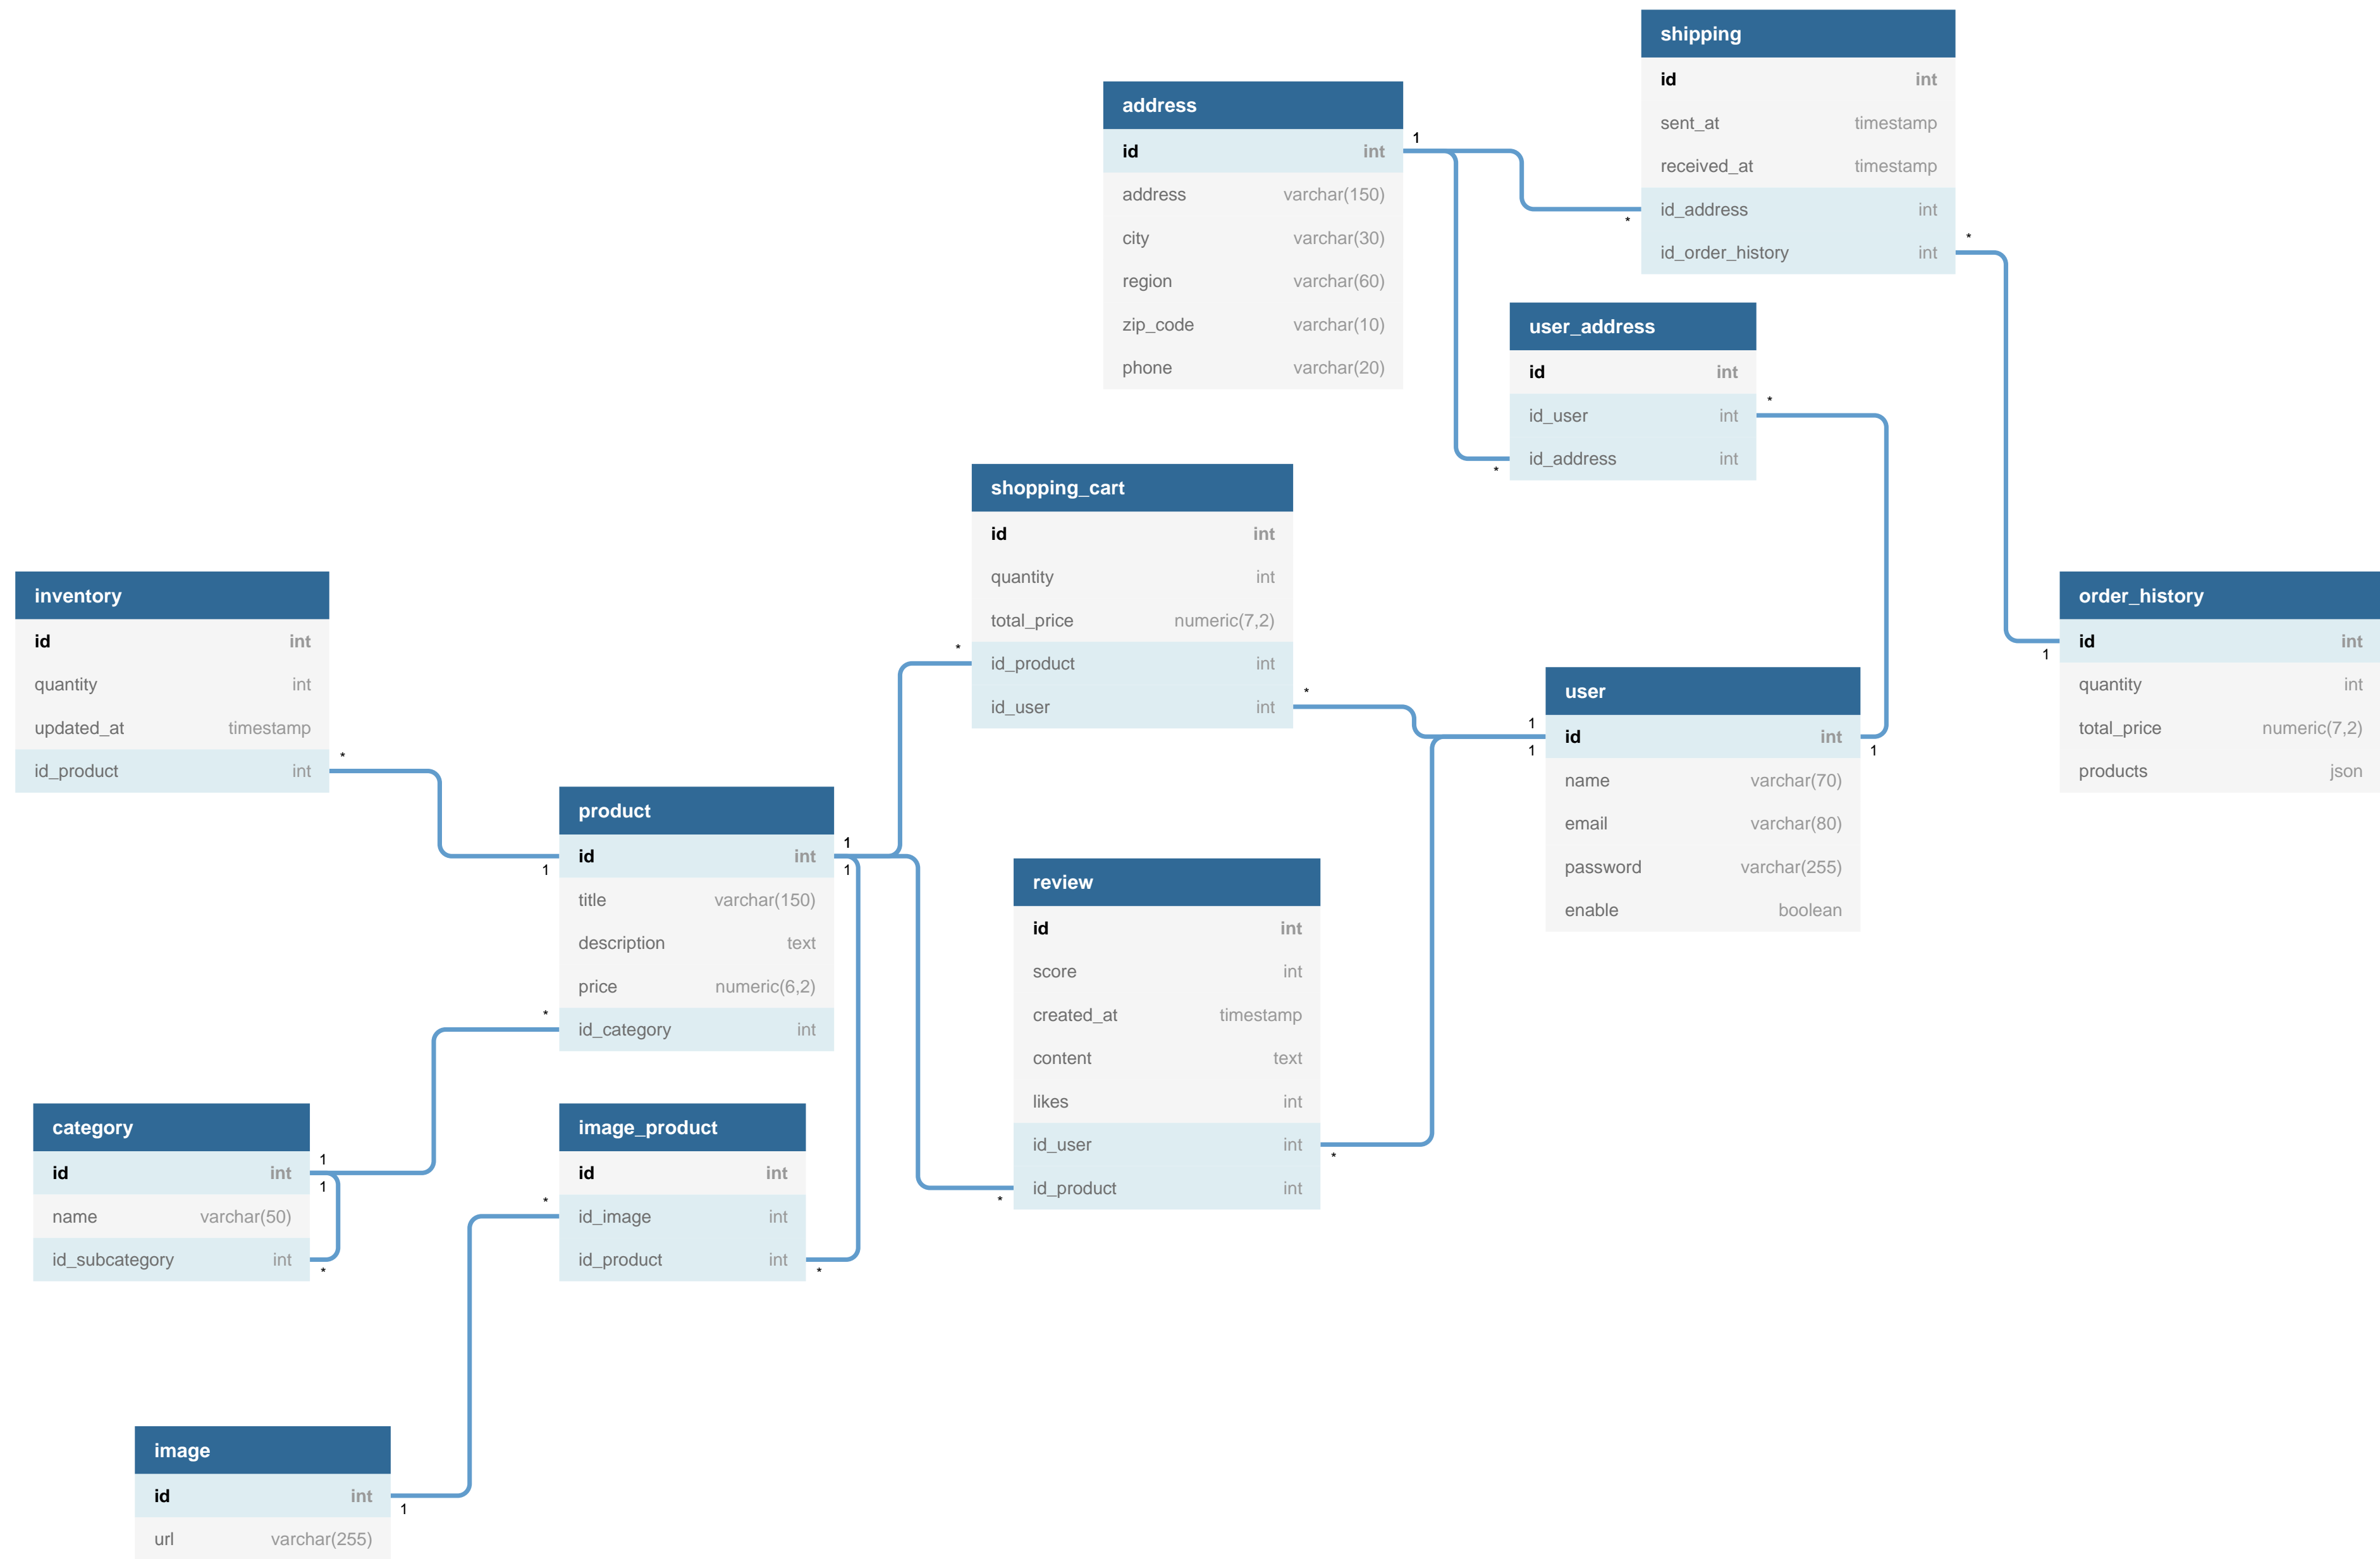 shipping
id int
sent_at timestamp
received_at timestamp
id_address int
id_order_history int
*
*
address
id int
address varchar(150)
city varchar(30)
region varchar(60)
zip_code varchar(10)
phone varchar(20)
1
user_address
id int
id_user int
id_address int
*
*
shopping_cart
id int
quantity int
total_price numeric(7,2)
id_product int
id_user int
*
*
inventory
id int
quantity int
updated_at timestamp
id_product int
*
order_history
id int
quantity int
total_price numeric(7,2)
products json
1
user
id int
name varchar(70)
email varchar(80)
password varchar(255)
enable boolean
1
1
1
product
id int
title varchar(150)
description text
price numeric(6,2)
id_category int
1
1
1
*
review
id int
score int
created_at timestamp
content text
likes int
id_user int
id_product int
*
*
category
id int
name varchar(50)
id_subcategory int
1
1
*
image_product
id int
id_image int
id_product int
*
*
image
id int
url varchar(255)
1